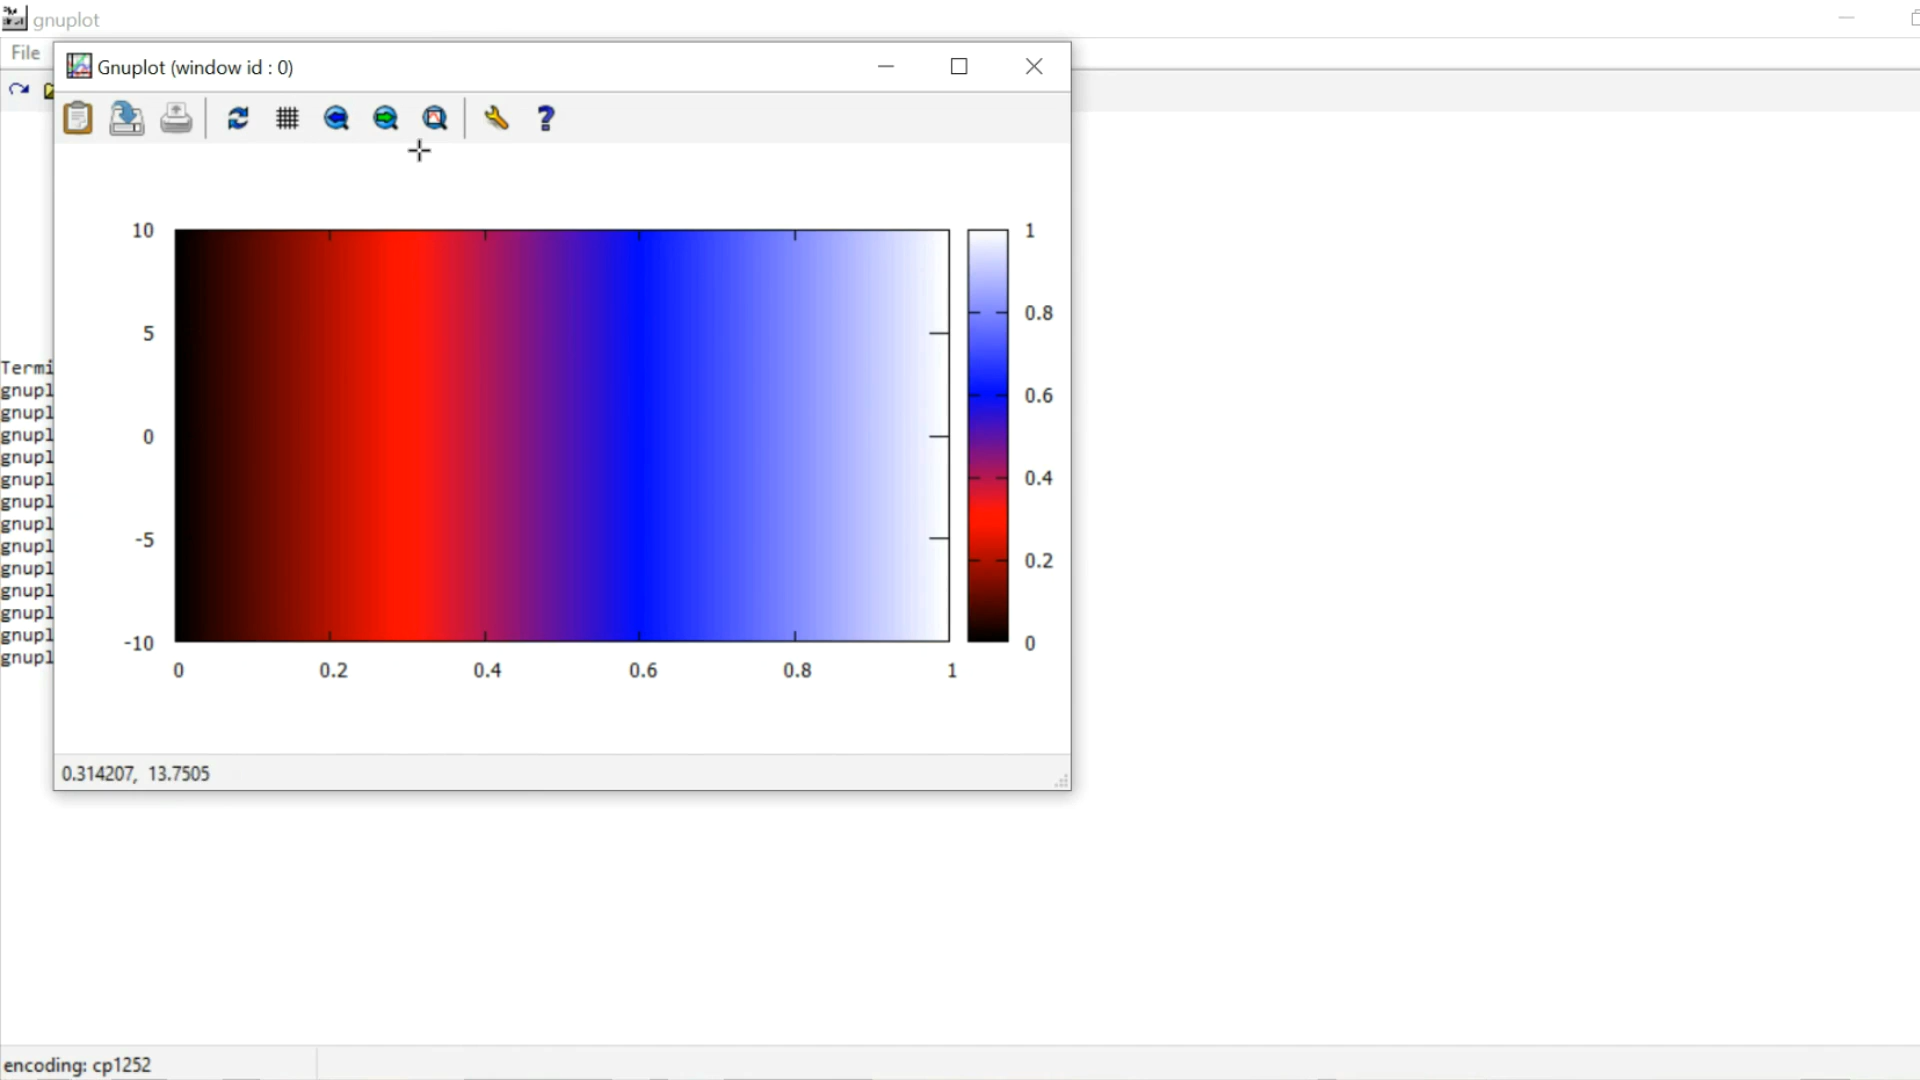 gnuplot
File
Gnuplot (window id : 0)
10
5
0
-5
-10
0 0.2 0.4 0.6 0.8 1
1
0.8
0.6
0.4
0.2
0
Termi
gnupl
gnupl
gnupl
gnupl
gnupl
gnupl
gnupl
gnupl
gnupl
gnupl
gnupl
gnupl
gnupl
0.314207, 13.7505
encoding: cp1252